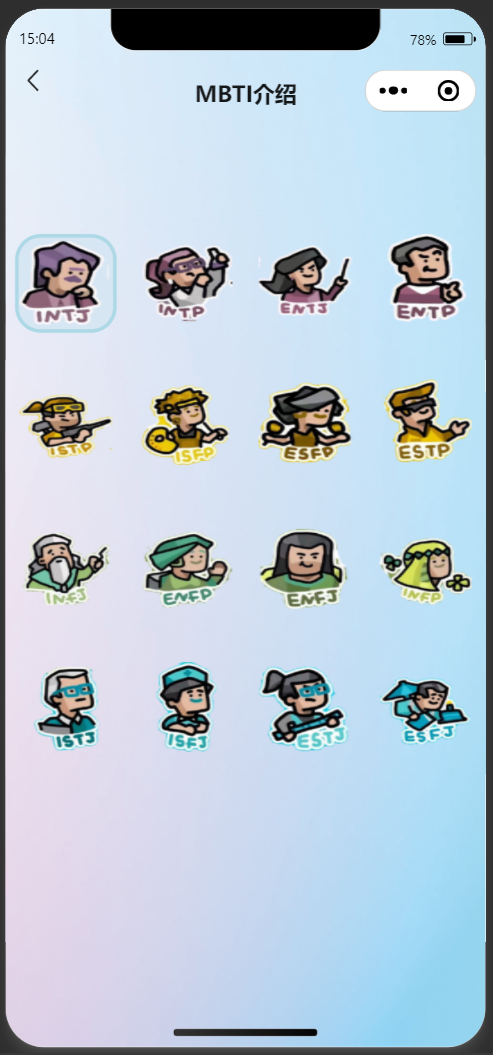 15:04 78%
MBTI介绍
INTJ INTP ENTJ ENTP
ISTP ISFP ESFP ESTP
INFJ ENFP ENFJ INFP
ISTJ ISFJ ESTJ ESFJ